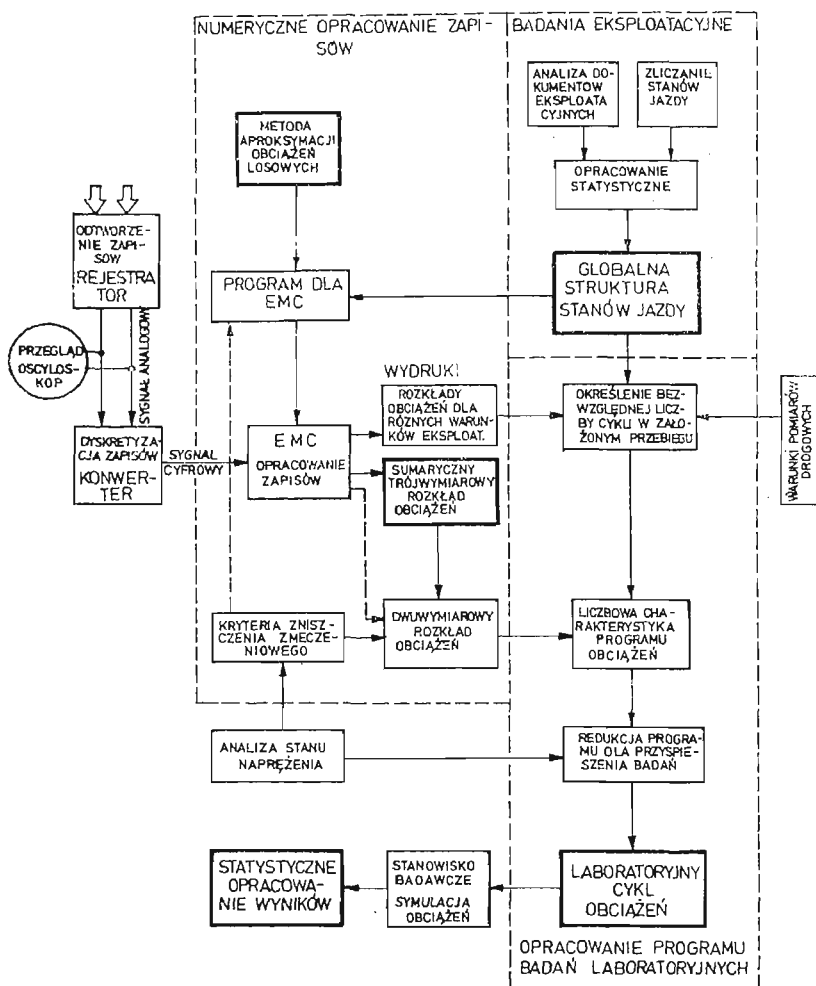 NUMERYCZNE OPRACOWANIE ZAPI-
SÓW
BADANIA EKSPLOATACYJNE
ANALIZA DO-
KUMENTOW
EKSPLOATA
CYJNYCH
ZLICZANIE
STANÓW
JAZDY
METODA
APROKSYMACJI
OBCIĄŻEŃ
LOSOWYCH
OPRACOWANIE
STATYSTYCZNE
ODTWORZE-
NIE ZAPI-
SÓW
REJESTRA
TOR
PROGRAM DLA
EMC
GLOBALNA
STRUKTURA
STANÓW JAZDY
PRZEGLĄD
OSCYLOS-
KOP
SYGNAŁ ANALOGOWY
WYDRUKI
ROZKŁADY
OBCIĄŻEŃ DLA
RÓŻNYCH WARUN-
KÓW EKSPLOAT.
OKREŚLENIE BEZ-
WZGLĘDNEJ LICZ-
BY CYKLI W ZAŁO-
ŻONYM PRZEBIEGU
WARUNKI POMIARÓW
DROGOWYCH
DYSKRETYZA-
CJA ZAPISÓW
KONWER-
TER
SYGNAŁ
CYFROWY
EMC
OPRACOWANIE
ZAPISÓW
SUMARYCZNY
TRÓJWYMIAROWY
ROZKŁAD
OBCIĄŻEŃ
KRYTERIA ZNISZ-
CZENIA ZMECZE-
NIOWEGO
DWUWYMIAROWY
ROZKŁAD
OBCIĄŻEŃ
LICZBOWA CHA-
RAKTERYSTYKA
PROGRAMU
OBCIĄŻEŃ
ANALIZA STANU
NAPRĘŻENIA
REDUKCJA PROGRA-
MU DLA PRZYSPIE-
SZENIA BADAŃ
STATYSTYCZNE
OPRACOWA-
NIE WYNIKÓW
STANOWISKO
BADAWCZE
SYMULACJA
OBCIĄŻEŃ
LABORATORYJNY
CYKL
OBCIĄŻEŃ
OPRACOWANIE PROGRAMU
BADAŃ LABORATORYJNYCH